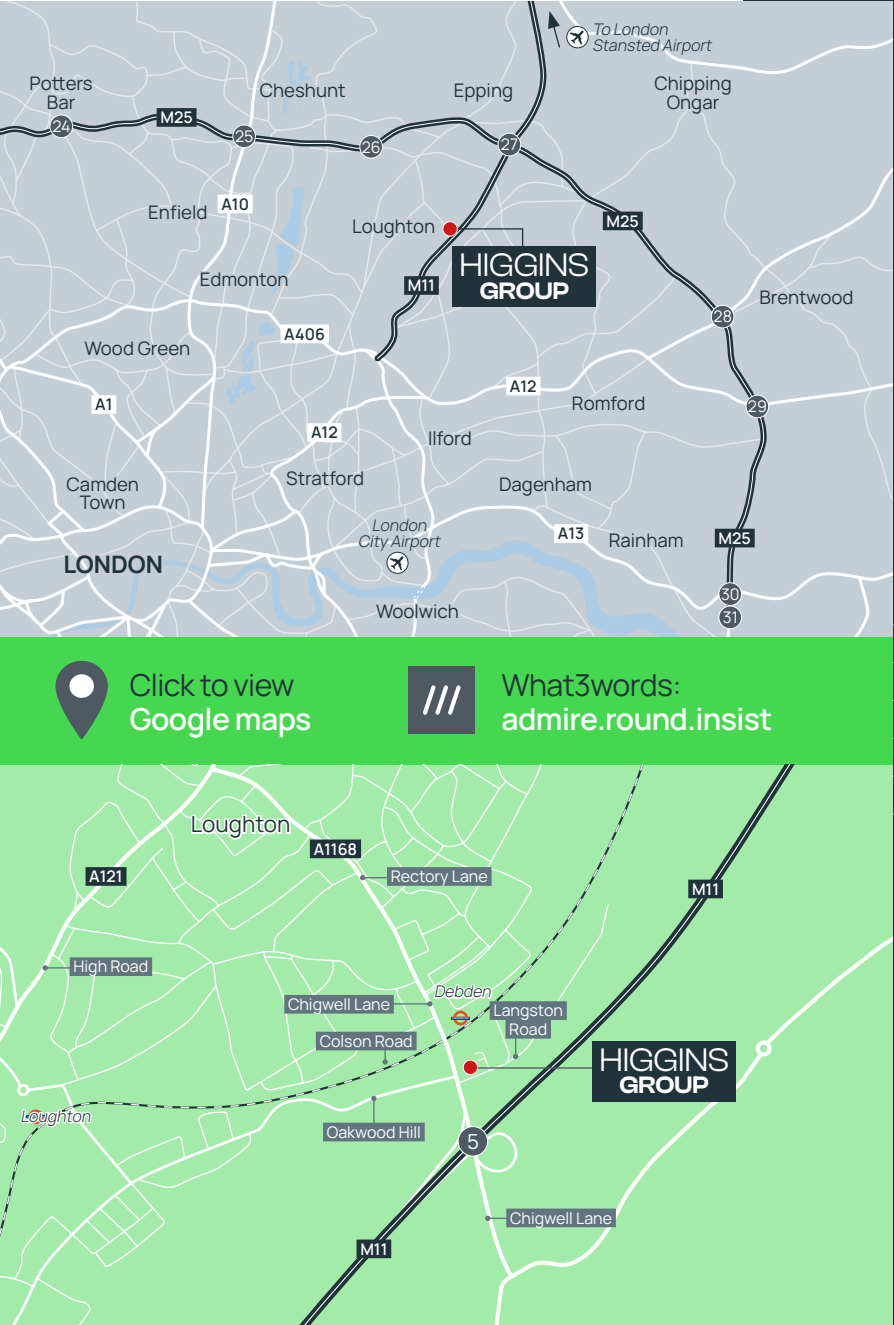 To London
Stansted Airport
Potters
Bar
Cheshunt
Epping
Chipping
Ongar
24
M25
25
26
27
Enfield
A10
Loughton
M25
HIGGINS
GROUP
Edmonton
M11
Brentwood
28
A406
Wood Green
A12
A1
Romford
29
A12
Ilford
Camden
Town
Stratford
Dagenham
London
City Airport
A13
Rainham
M25
LONDON
30
Woolwich
31
Click to view
Google maps
What3words:
admire.round.insist
Loughton
A1168
A121
Rectory Lane
M11
High Road
Debden
Chigwell Lane
Langston
Road
Colson Road
HIGGINS
GROUP
Loughton
Oakwood Hill
5
Chigwell Lane
M11